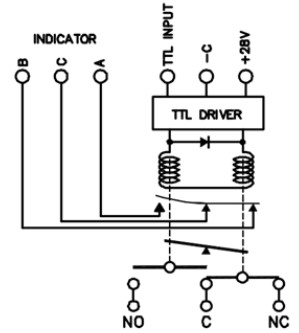 INDICATOR
B C A
TTL INPUT
-C
+28V
TTL DRIVER
NO C NC